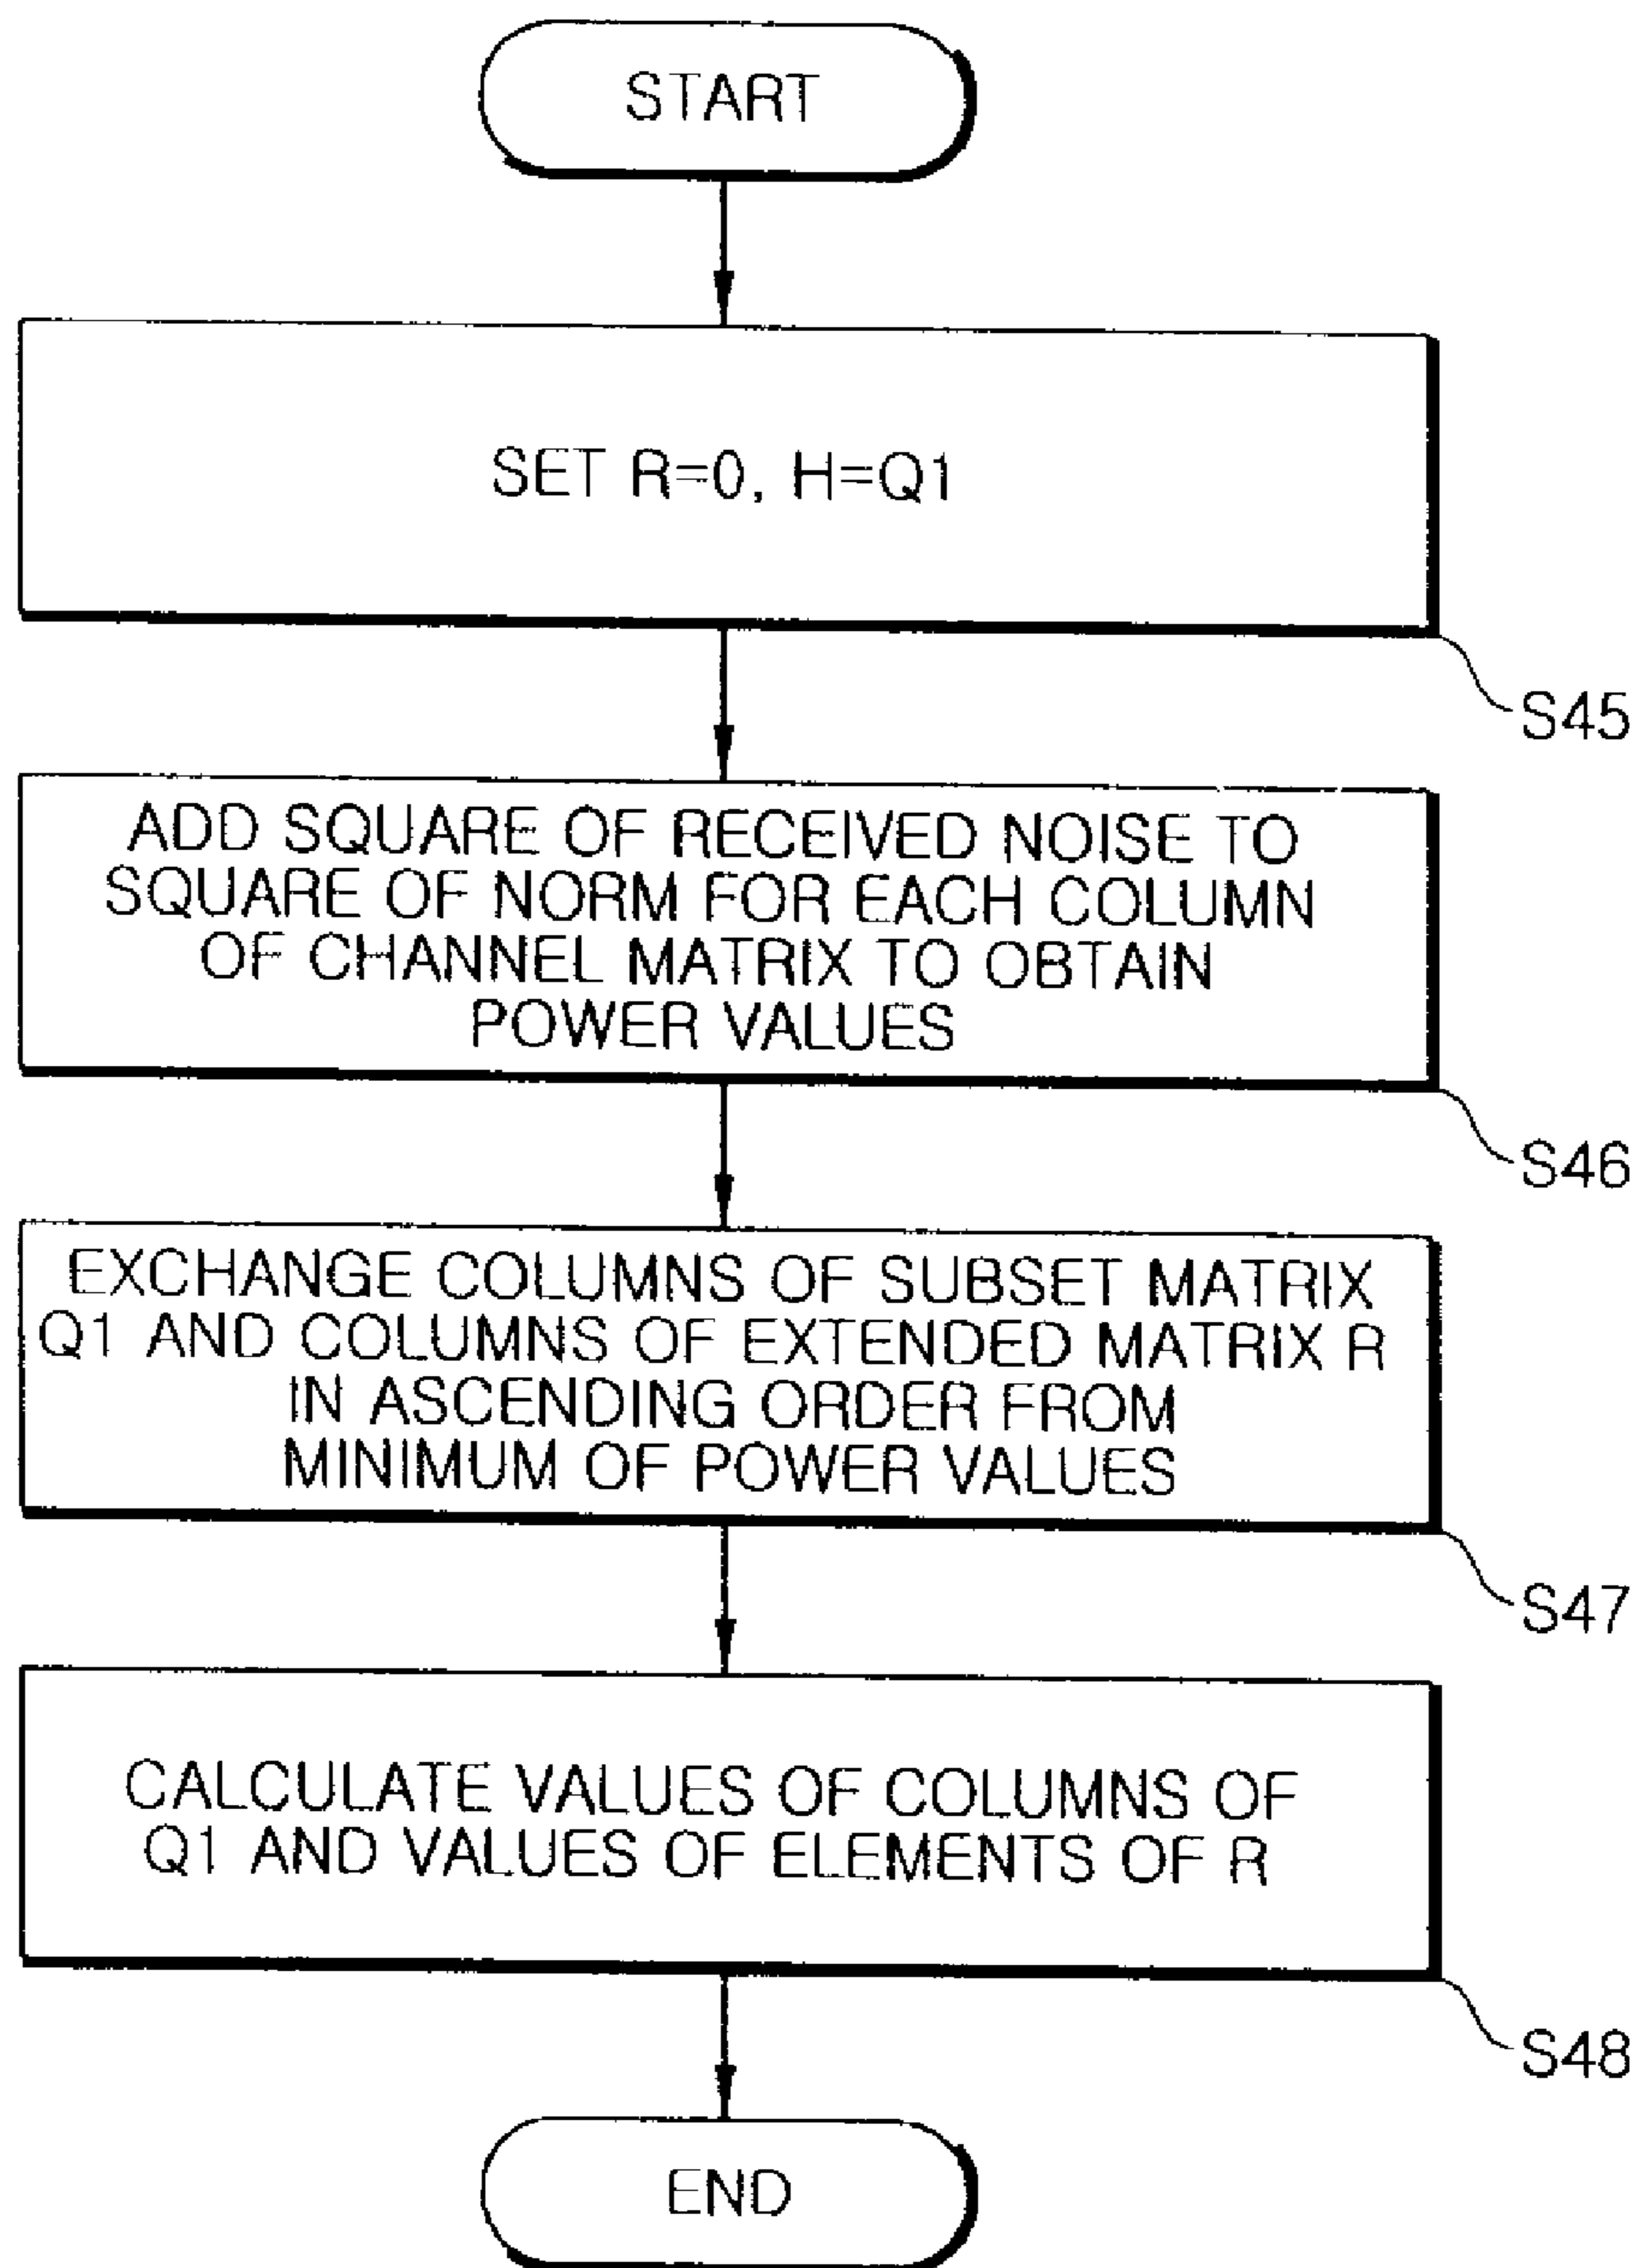 START
SET R=0, H=Q1
S45
ADD SQUARE OF RECEIVED NOISE TO
SQUARE OF NORM FOR EACH COLUMN
OF CHANNEL MATRIX TO OBTAIN
POWER VALUES
S46
EXCHANGE COLUMNS OF SUBSET MATRIX
Q1 AND COLUMNS OF EXTENDED MATRIX R
IN ASCENDING ORDER FROM
MINIMUM OF POWER VALUES
S47
CALCULATE VALUES OF COLUMNS OF
Q1 AND VALUES OF ELEMENTS OF R
S48
END